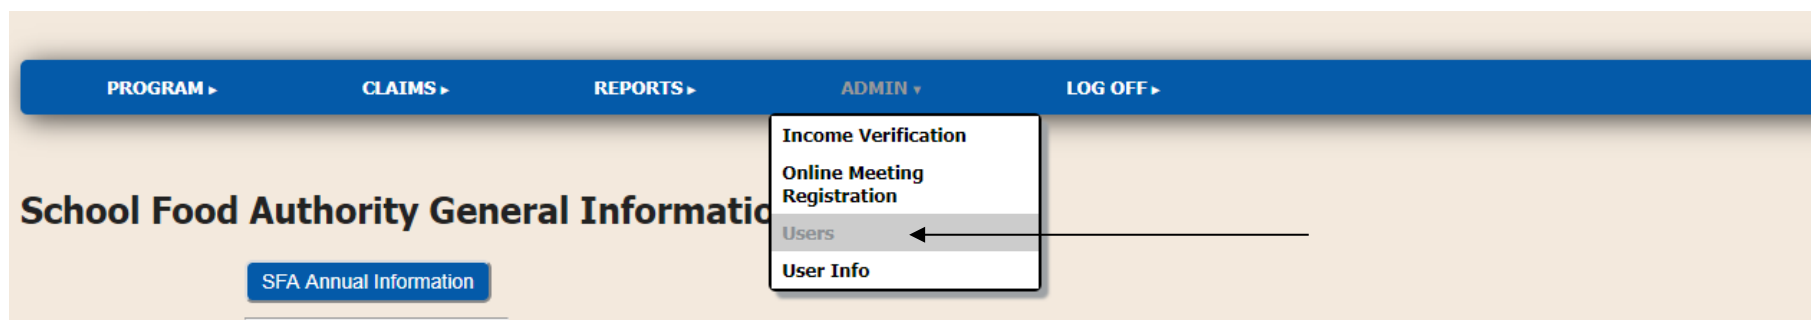 PROGRAM▸ CLAIMS▸ REPORTS▸ ADMIN▾ LOG OFF▸
Income Verification
Online Meeting
Registration
Users
User Info
School Food Authority General Informatio
SFA Annual Information